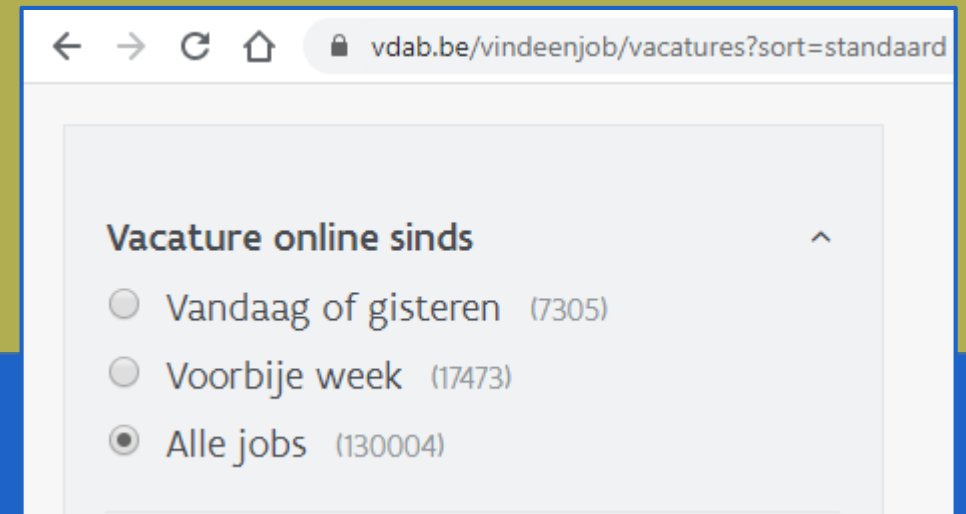 vdab.be/vindeenjob/vacatures?sort=standaard
Vacature online sinds
Vandaag of gisteren (7305)
Voorbije week (17473)
Alle jobs (130004)